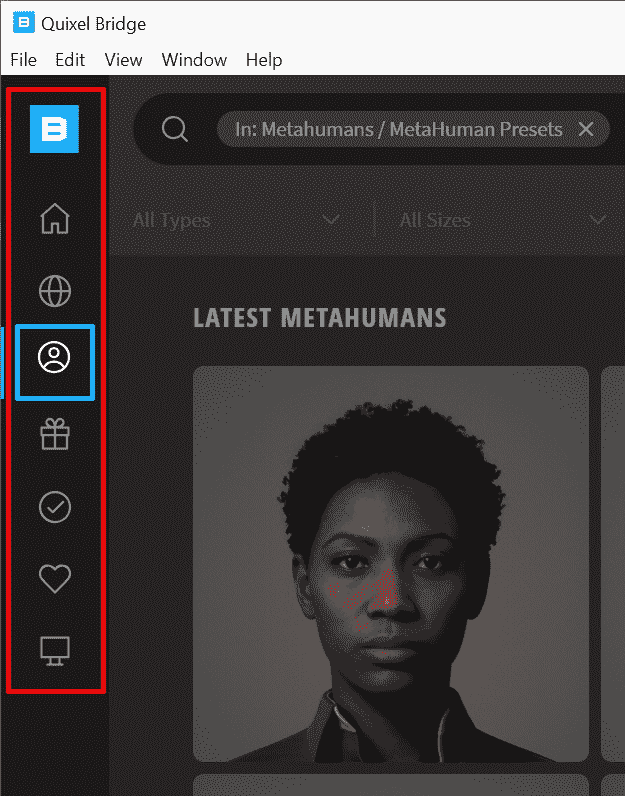 Quixel Bridge
File Edit View Window Help
B
In: Metahumans / MetaHuman Presets
All Types All Sizes
LATEST METAHUMANS